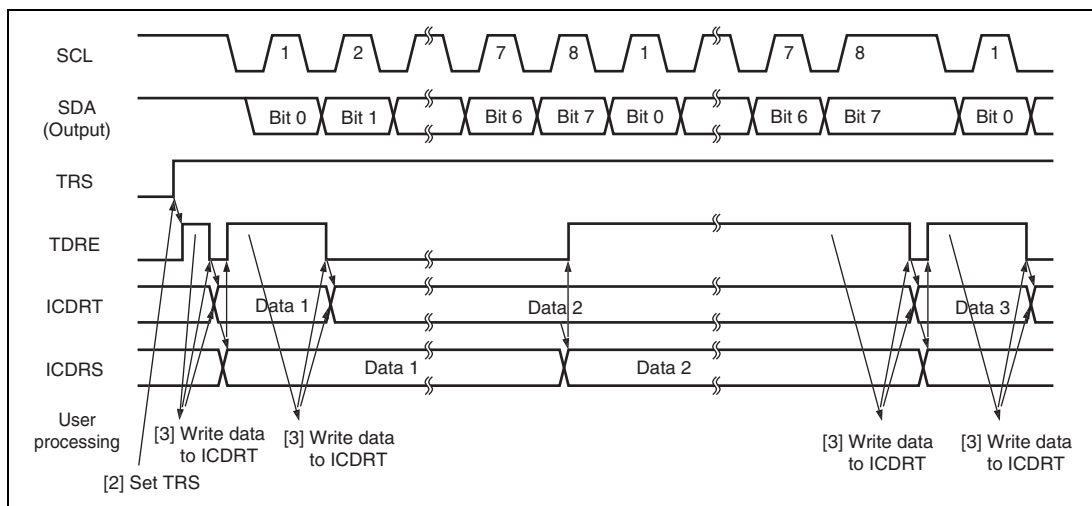 SCL 1 2 7 8 1 7 8 1
SDA
(Output) Bit 0 Bit 1 Bit 6 Bit 7 Bit 0 Bit 6 Bit 7 Bit 0
TRS
TDRE
ICDRT Data 1 Data 2 Data 3
ICDRS Data 1 Data 2
User
processing
[3] Write data
to ICDRT
[3] Write data
to ICDRT
[3] Write data
to ICDRT
[3] Write data
to ICDRT
[2] Set TRS